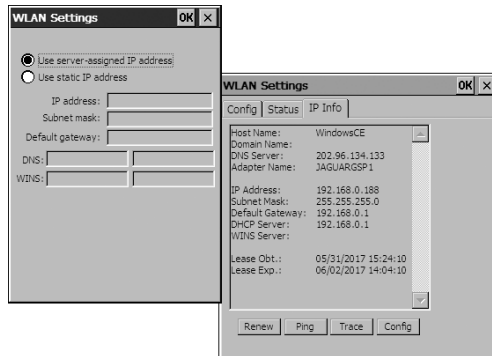 WLAN Settings OK ×
Use server-assigned IP address
Use static IP address
IP address:
Subnet mask:
Default gateway:
DNS:
WINS:
WLAN Settings OK ×
Config Status IP Info
Host Name: WindowsCE
Domain Name:
DNS Server: 202.96.134.133
Adapter Name: JAGUARGSP1
IP Address: 192.168.0.188
Subnet Mask: 255.255.255.0
Default Gateway: 192.168.0.1
DHCP Server: 192.168.0.1
WINS Server:
Lease Obt.: 05/31/2017 15:24:10
Lease Exp.: 06/02/2017 14:04:10
Renew Ping Trace Config